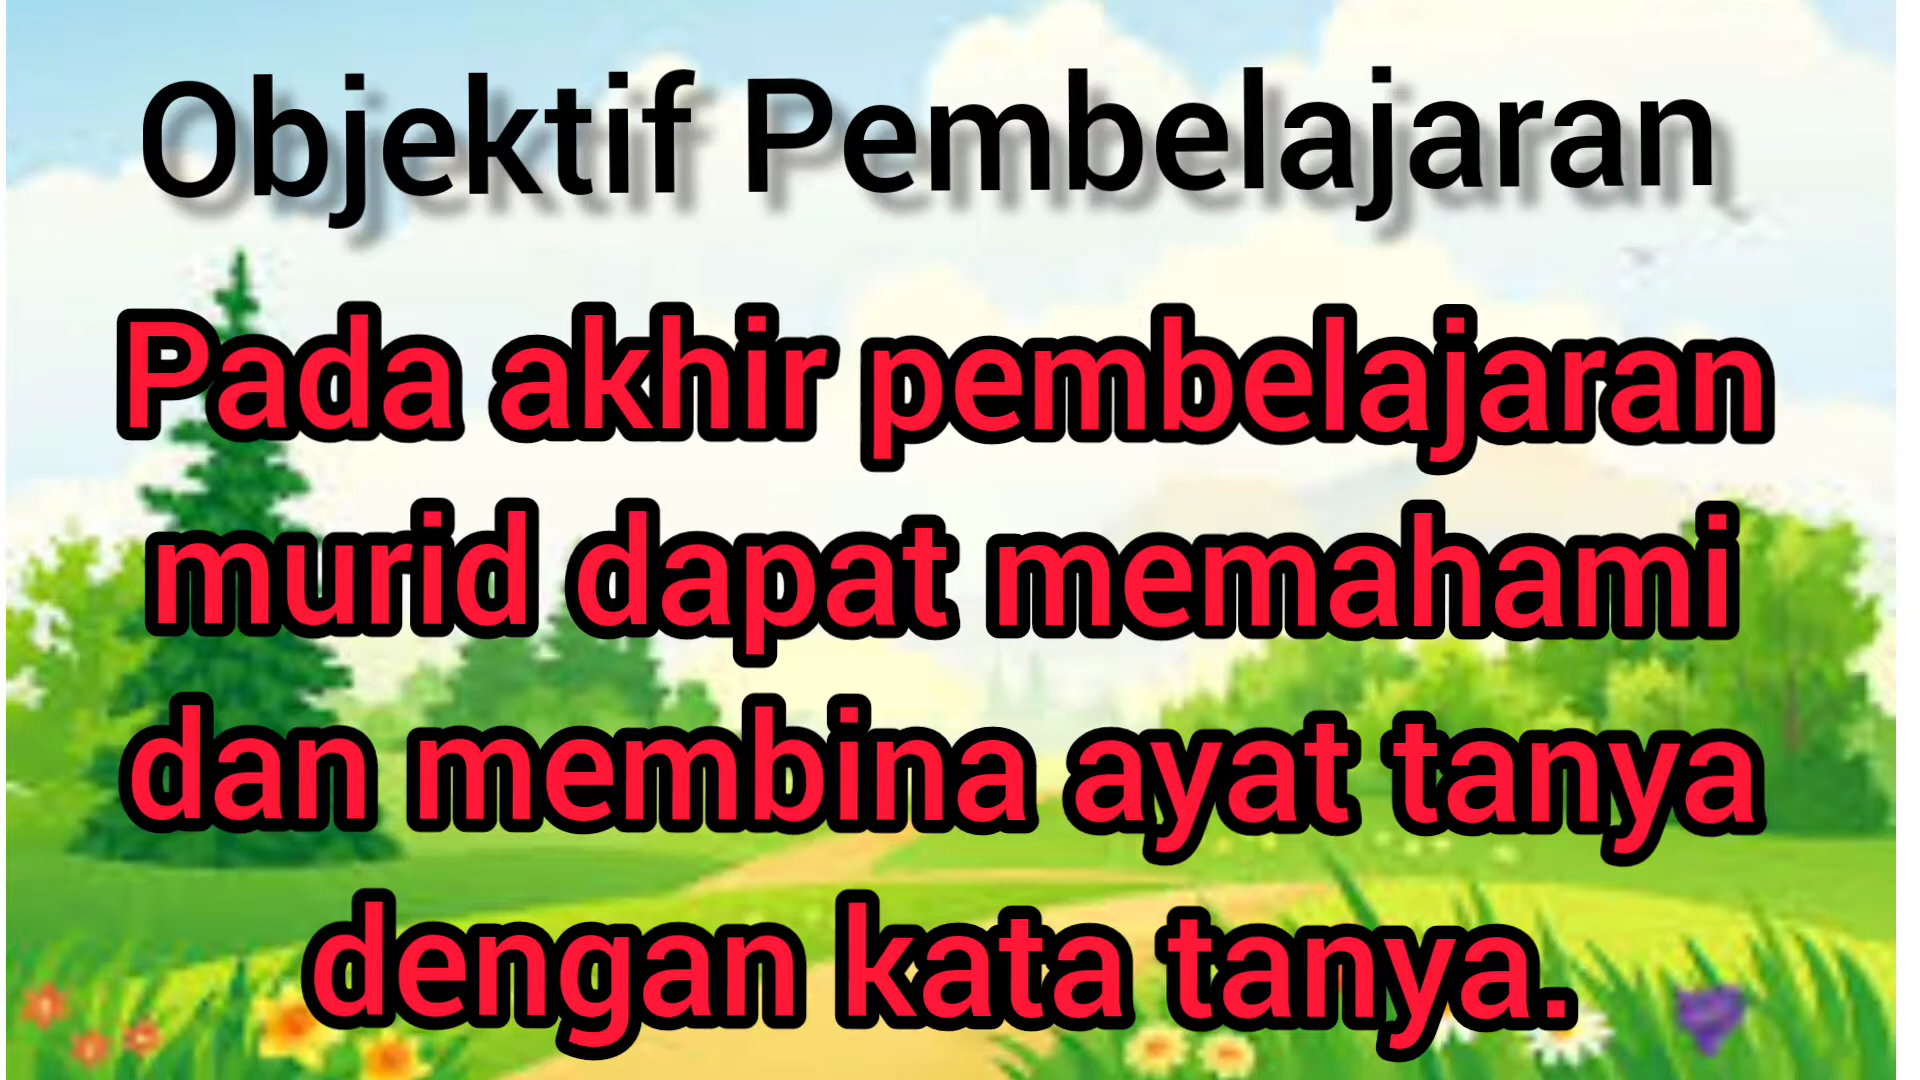 Objektif Pembelajaran
Pada akhir pembelajaran
murid dapat memahami
dan membina ayat tanya
dengan kata tanya.